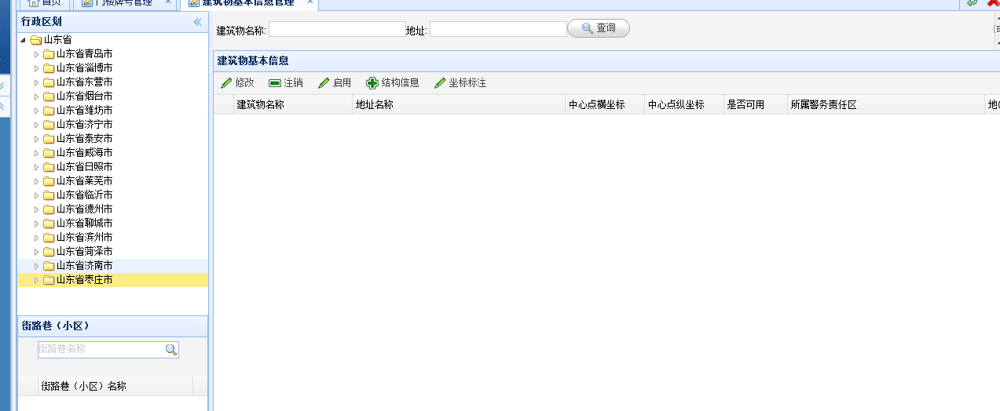 首页 门楼牌号管理 建筑物基本信息管理
行政区划
山东省
山东省青岛市
山东省淄博市
山东省东营市
山东省烟台市
山东省潍坊市
山东省济宁市
山东省泰安市
山东省威海市
山东省日照市
山东省莱芜市
山东省临沂市
山东省德州市
山东省聊城市
山东省滨州市
山东省菏泽市
山东省济南市
山东省枣庄市
街路巷（小区）
街路巷名称
街路巷（小区）名称
建筑物名称: 地址: 查询
建筑物基本信息
修改 注销 启用 结构信息 坐标标注
建筑物名称 地址名称 中心点横坐标 中心点纵坐标 是否可用 所属警务责任区 地